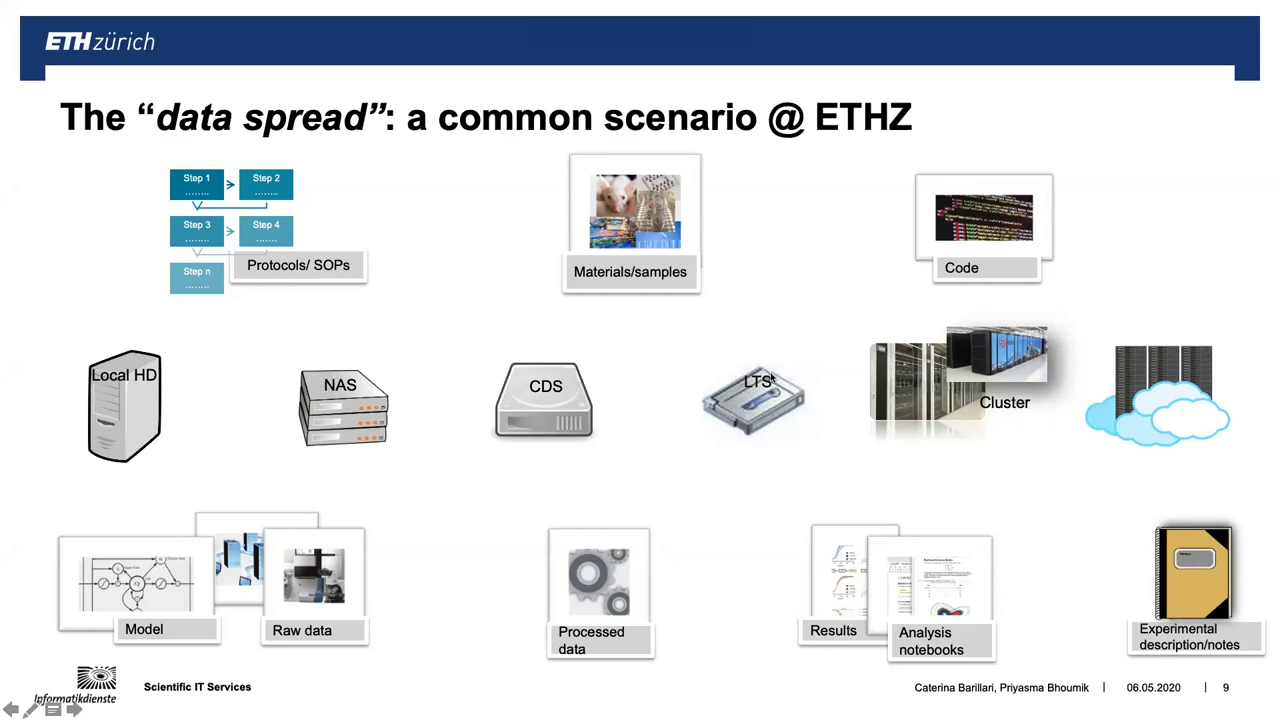 ETH zürich
The “data spread”: a common scenario @ ETHZ
Step 1
........
Step 2
........
Step 3
........
Step 4
........
Step n
........
Protocols/ SOPs
Materials/samples
Code
Local HD
NAS
CDS
LTS
Cluster
Model
Raw data
Processed
data
Results
Analysis
notebooks
Experimental
description/notes
Informatikdienste
Scientific IT Services
Caterina Barillari, Priyasma Bhoumik
06.05.2020
9